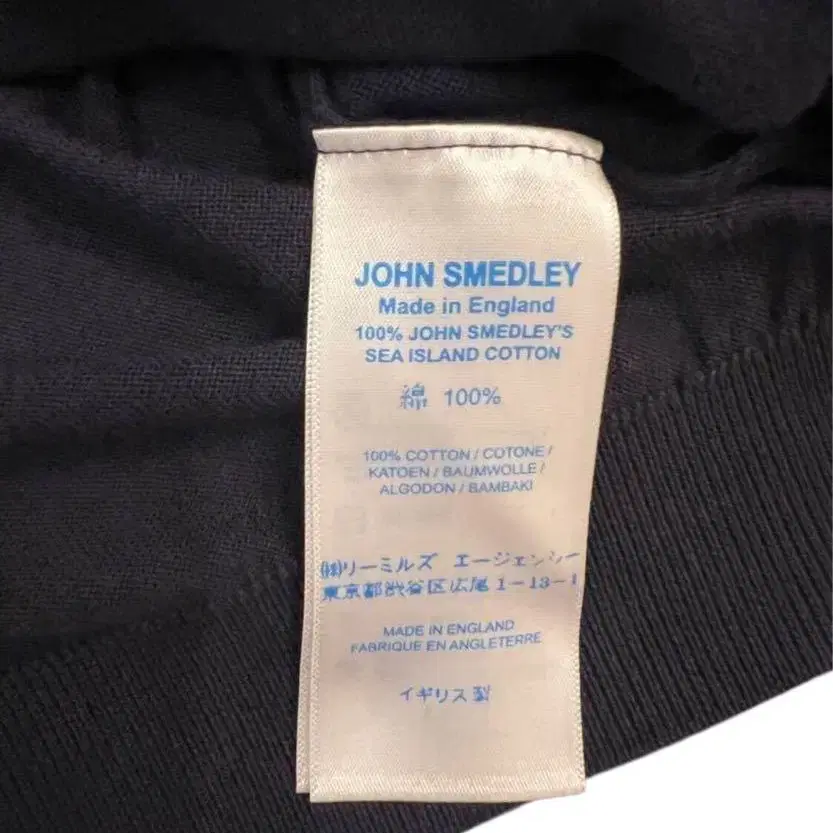 JOHN SMEDLEY
Made in England
100% JOHN SMEDLEY'S
SEA ISLAND COTTON
綿 100%
100% COTTON / COTONE /
KATOEN / BAUMWOLLE /
ALGODON / BAMBAKI
㈱リーミルズ エージェンシー
東京都渋谷区広尾1-13-1
MADE IN ENGLAND
FABRIQUE EN ANGLETERRE
イギリス製